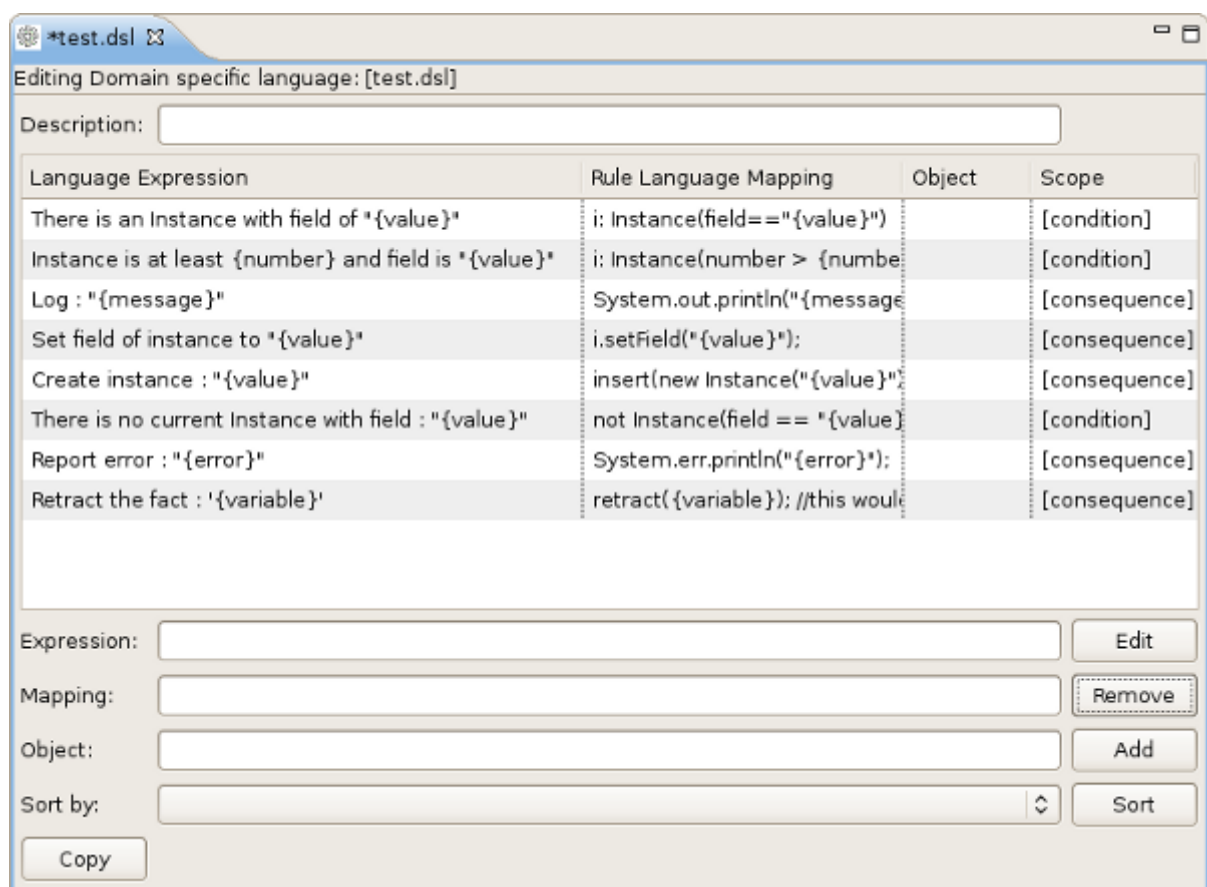 *test.dsl
Editing Domain specific language: [test.dsl]
Description:
Language Expression Rule Language Mapping Object Scope
There is an Instance with field of "{value}" i: Instance(field=="{value}") [condition]
Instance is at least {number} and field is "{value}" i: Instance(number > {numbe [condition]
Log : "{message}" System.out.println("{message [consequence]
Set field of instance to "{value}" i.setField("{value}"); [consequence]
Create instance : "{value}" insert(new Instance("{value}") [consequence]
There is no current Instance with field : "{value}" not Instance(field == "{value} [condition]
Report error : "{error}" System.err.println("{error}"); [consequence]
Retract the fact : '{variable}' retract({variable}); //this would [consequence]
Expression: Edit
Mapping: Remove
Object: Add
Sort by: Sort
Copy